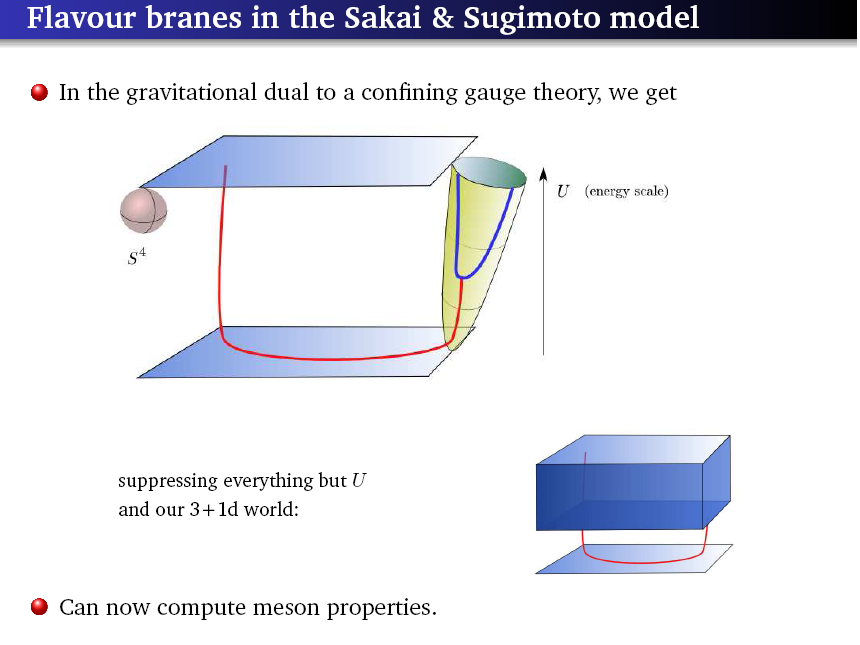 Flavour branes in the Sakai & Sugimoto model
In the gravitational dual to a confining gauge theory, we get
U (energy scale)
S⁴
suppressing everything but U
and our 3+1d world:
Can now compute meson properties.